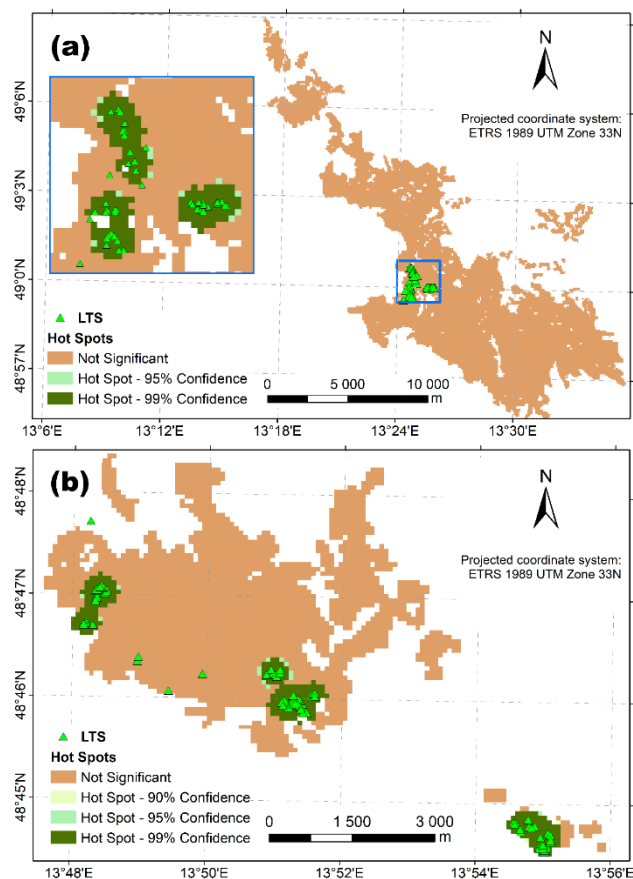 (a)
N
Projected coordinate system:
ETRS 1989 UTM Zone 33N
49°6'N
49°3'N
49°0'N
48°57'N
LTS
Hot Spots
Not Significant
Hot Spot - 95% Confidence
Hot Spot - 99% Confidence
0 5 000 10 000
m
13°6'E 13°12'E 13°18'E 13°24'E 13°30'E
(b)
N
Projected coordinate system:
ETRS 1989 UTM Zone 33N
48°48'N
48°47'N
48°46'N
48°45'N
LTS
Hot Spots
Not Significant
Hot Spot - 90% Confidence
Hot Spot - 95% Confidence
Hot Spot - 99% Confidence
0 1 500 3 000
m
13°48'E 13°50'E 13°52'E 13°54'E 13°56'E